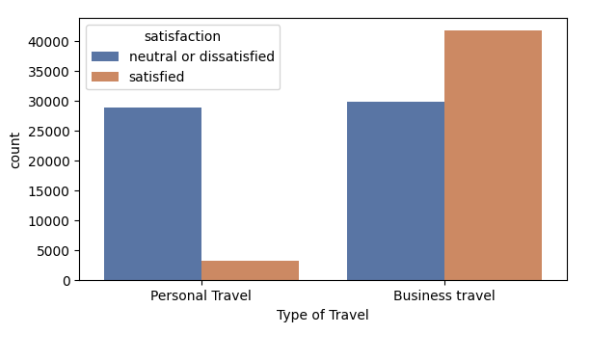 satisfaction
neutral or dissatisfied
satisfied
40000
35000
30000
25000
20000
15000
10000
5000
0
count
Personal Travel
Business travel
Type of Travel